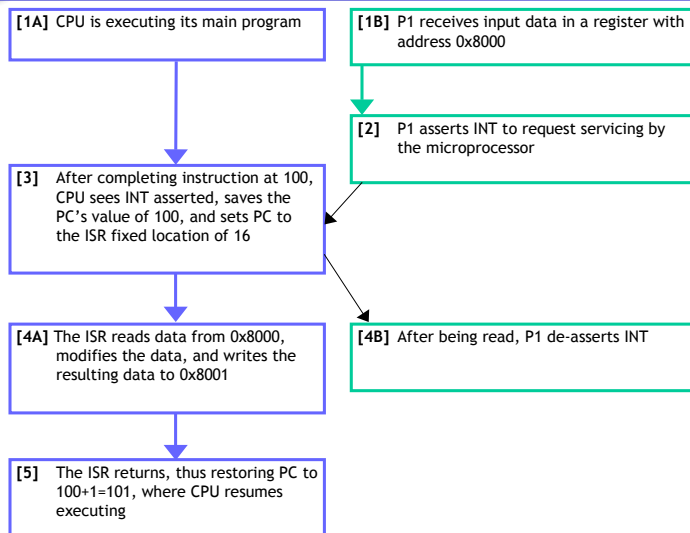 [1A] CPU is executing its main program
[1B] P1 receives input data in a register with
address 0x8000
[2] P1 asserts INT to request servicing by
the microprocessor
[3] After completing instruction at 100,
CPU sees INT asserted, saves the
PC’s value of 100, and sets PC to
the ISR fixed location of 16
[4A] The ISR reads data from 0x8000,
modifies the data, and writes the
resulting data to 0x8001
[4B] After being read, P1 de-asserts INT
[5] The ISR returns, thus restoring PC to
100+1=101, where CPU resumes
executing